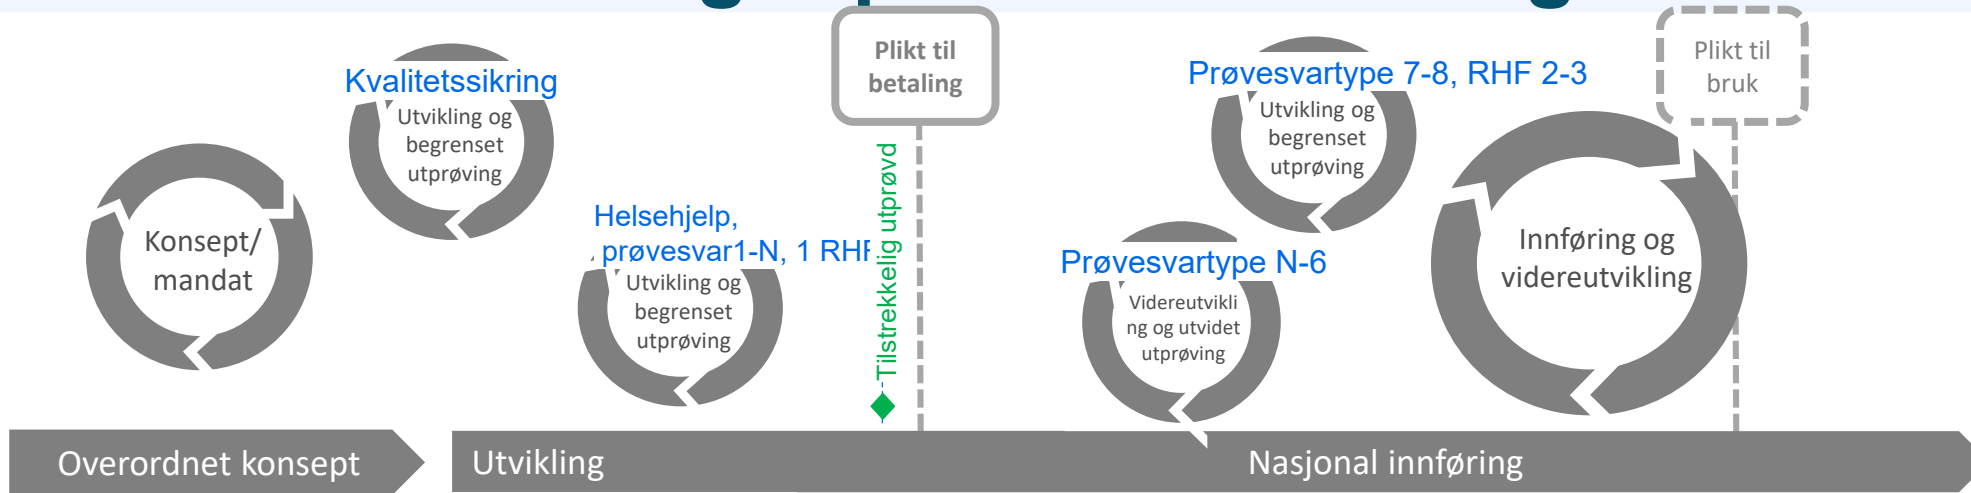 Plikt til
betaling
Plikt til
bruk
Kvalitetssikring
Utvikling og
begrenset
utprøving
Prøvesvartype 7-8, RHF 2-3
Utvikling og
begrenset
utprøving
Konsept/
mandat
Helsehjelp,
prøvesvar1-N, 1 RHF
Utvikling og
begrenset
utprøving
Tilstrekkelig utprøvd
Prøvesvartype N-6
Videreutvikli
ng og utvidet
utprøving
Innføring og
videreutvikling
Overordnet konsept
Utvikling
Nasjonal innføring